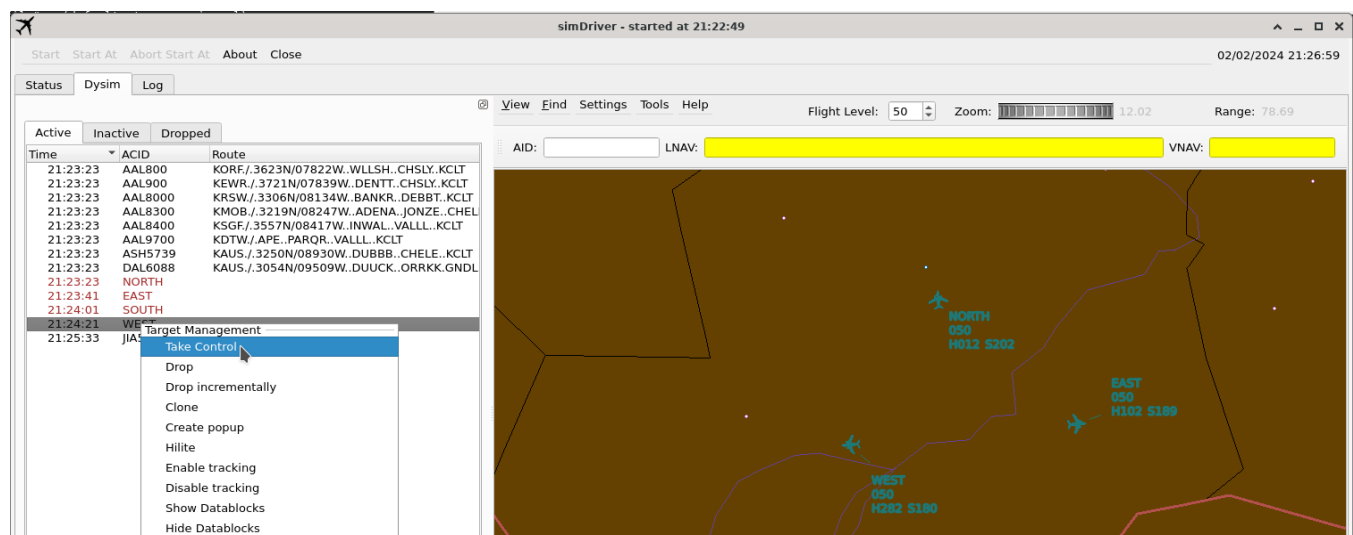 simDriver - started at 21:22:49
Start Start At Abort Start At About Close 02/02/2024 21:26:59
Status Dysim Log
View Find Settings Tools Help Flight Level: 50 Zoom: 12.02 Range: 78.69
Active Inactive Dropped
AID: LNAV: VNAV:
Time ACID Route
21:23:23 AAL800 KORF./.3623N/07822W..WLLSH..CHSLY..KCLT
21:23:23 AAL900 KEWR./.3721N/07839W..DENTT..CHSLY..KCLT
21:23:23 AAL8000 KRSW./.3306N/08134W..BANKR..DEBBT..KCLT
21:23:23 AAL8300 KMOB./.3219N/08247W..ADENA..JONZE..CHEL
21:23:23 AAL8400 KSGF./.3557N/08417W..INWAL..VALLL..KCLT
21:23:23 AAL9700 KDTW./.APE..PARQR..VALLL..KCLT
21:23:23 ASH5739 KAUS./.3250N/08930W..DUBBB..CHELE..KCLT
21:23:23 DAL6088 KAUS./.3054N/09509W..DUUCK..ORRKK.GNDL
21:23:23 NORTH
21:23:41 EAST
21:24:01 SOUTH
21:24:21 WEST
21:25:33
Target Management
Take Control
Drop
Drop incrementally
Clone
Create popup
Hilite
Enable tracking
Disable tracking
Show Datablocks
Hide Datablocks
NORTH
050
H012 S202
EAST
050
H102 S189
WEST
050
H282 S180